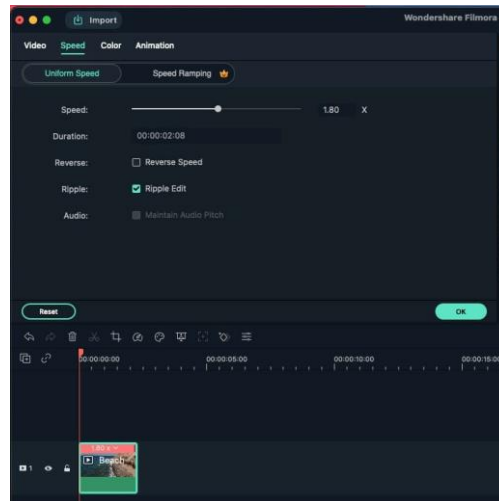 Import
Wondershare Filmora
Video Speed Color Animation
Uniform Speed Speed Ramping
Speed: 1.80 X
Duration: 00:00:02:08
Reverse: Reverse Speed
Ripple: Ripple Edit
Audio: Maintain Audio Pitch
Reset OK
00:00:00:00 00:00:05:00 00:00:10:00 00:00:15:00
1.80 x
Beach
1